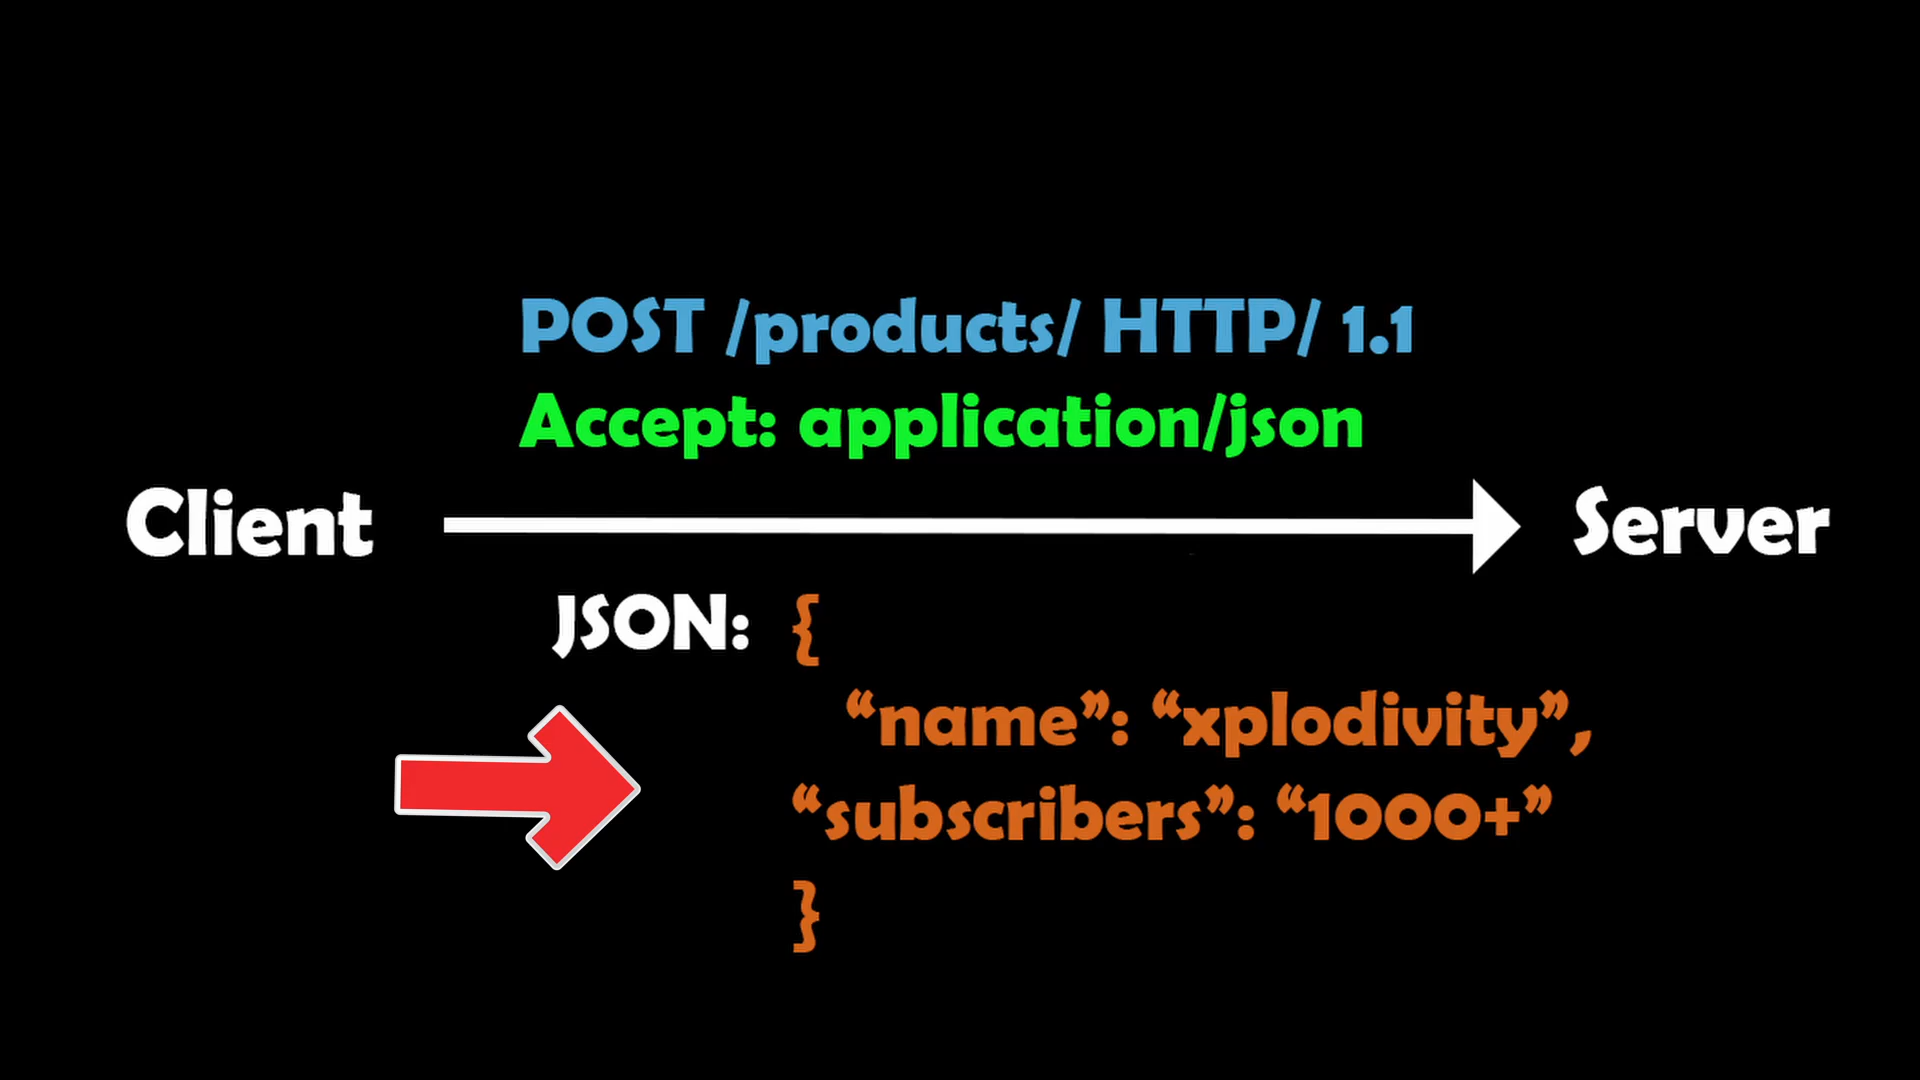 POST /products/ HTTP/ 1.1
Accept: application/json
Client
Server
JSON: {
“name”: “xplodivity”,
“subscribers”: “1000+”
}